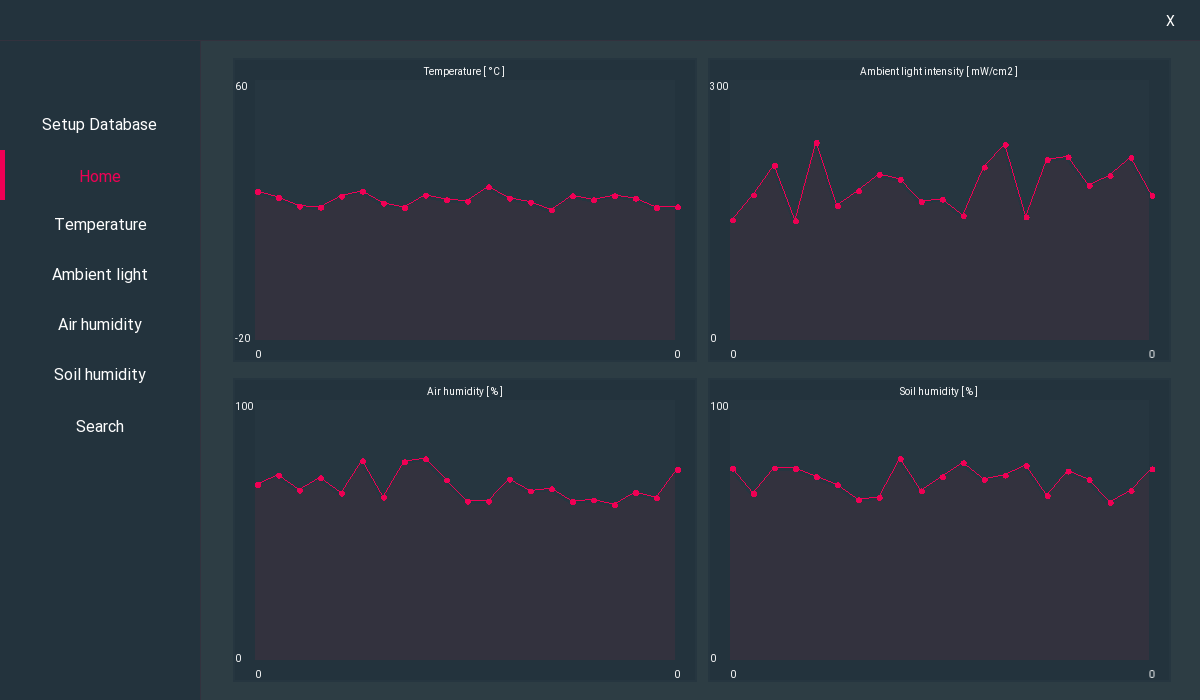 X
Setup Database
Home
Temperature
Ambient light
Air humidity
Soil humidity
Search
Temperature [ °C ]
60
-20
0
0
Ambient light intensity [ mW/cm2 ]
300
0
0
0
Air humidity [ % ]
100
0
0
0
Soil humidity [ % ]
100
0
0
0